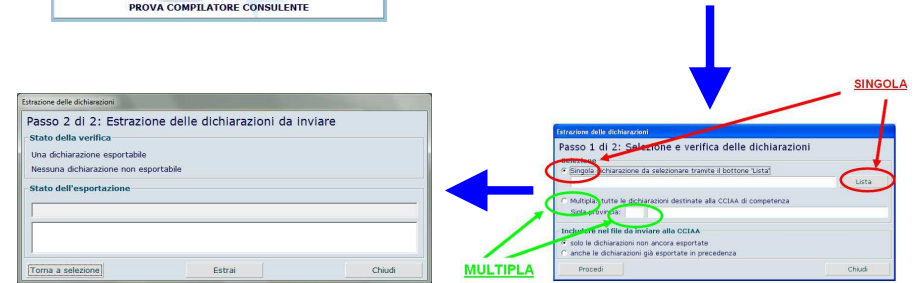 PROVA COMPILATORE CONSULENTE
SINGOLA
Estrazione delle dichiarazioni
Passo 1 di 2: Selezione e verifica delle dichiarazioni
Selezione
Singola dichiarazione da selezionare tramite il bottone 'Lista'
Lista
Multipla: tutte le dichiarazioni destinate alla CCIAA di competenza
Sigla provincia:
Includere nel file da inviare alla CCIAA
solo le dichiarazioni non ancora esportate
anche le dichiarazioni già esportate in precedenza
Procedi
Chiudi
MULTIPLA
Estrazione delle dichiarazioni
Passo 2 di 2: Estrazione delle dichiarazioni da inviare
Stato della verifica
Una dichiarazione esportabile
Nessuna dichiarazione non esportabile
Stato dell'esportazione
Torna a selezione
Estrai
Chiudi